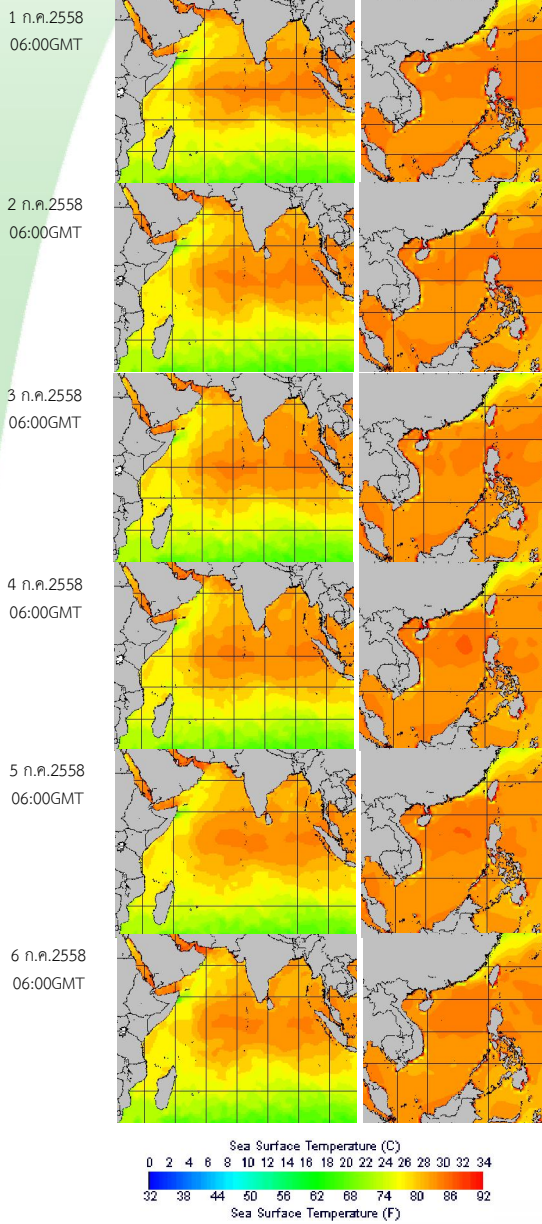 1 ก.ค.2558
06:00GMT
2 ก.ค.2558
06:00GMT
3 ก.ค.2558
06:00GMT
4 ก.ค.2558
06:00GMT
5 ก.ค.2558
06:00GMT
6 ก.ค.2558
06:00GMT
Sea Surface Temperature (C)
0 2 4 6 8 10 12 14 16 18 20 22 24 26 28 30 32 34
32 38 44 50 56 62 68 74 80 86 92
Sea Surface Temperature (F)